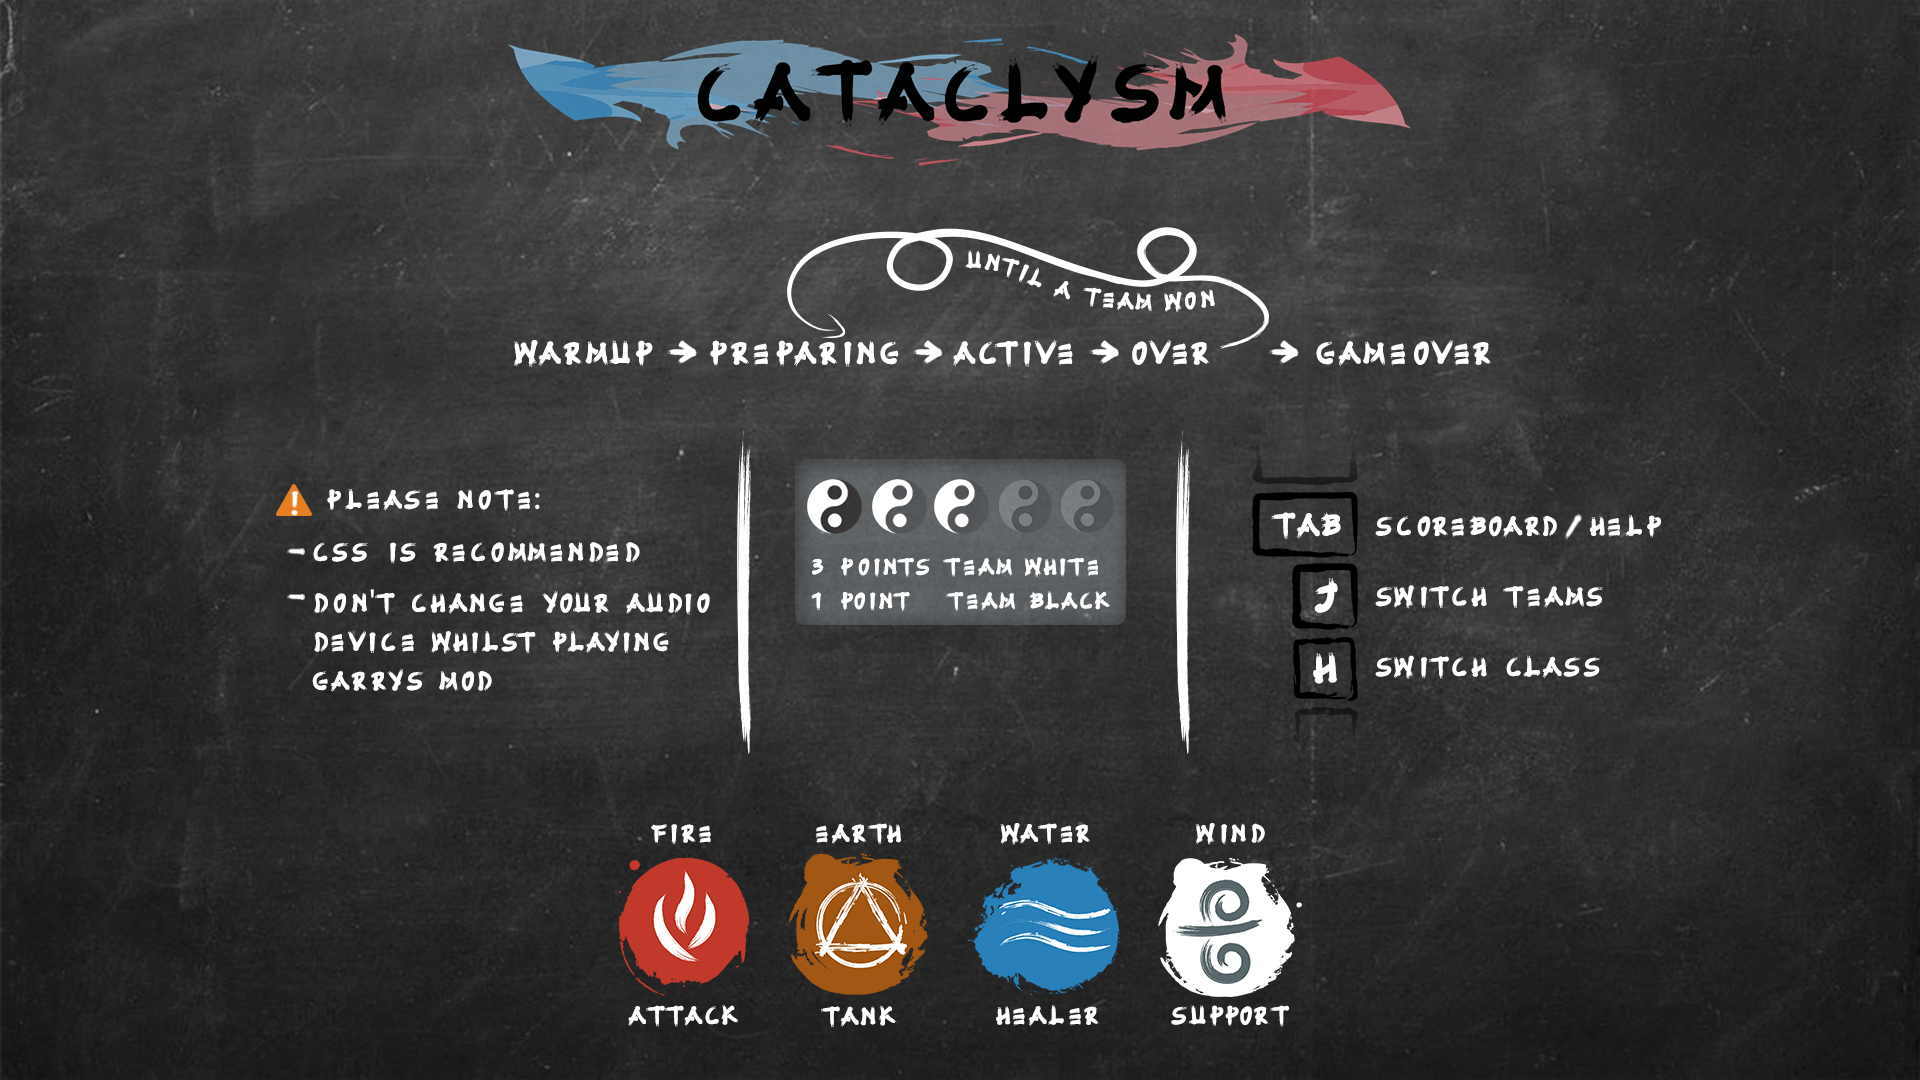 CATACLYSM
UNTIL A TEAM WON
WARMUP → PREPARING → ACTIVE → OVER → GAMEOVER
PLEASE NOTE:
- CSS IS RECOMMENDED
- DON'T CHANGE YOUR AUDIO
DEVICE WHILST PLAYING
GARRYS MOD
3 POINTS TEAM WHITE
1 POINT TEAM BLACK
TAB SCOREBOARD/HELP
J SWITCH TEAMS
H SWITCH CLASS
FIRE EARTH WATER WIND
ATTACK TANK HEALER SUPPORT